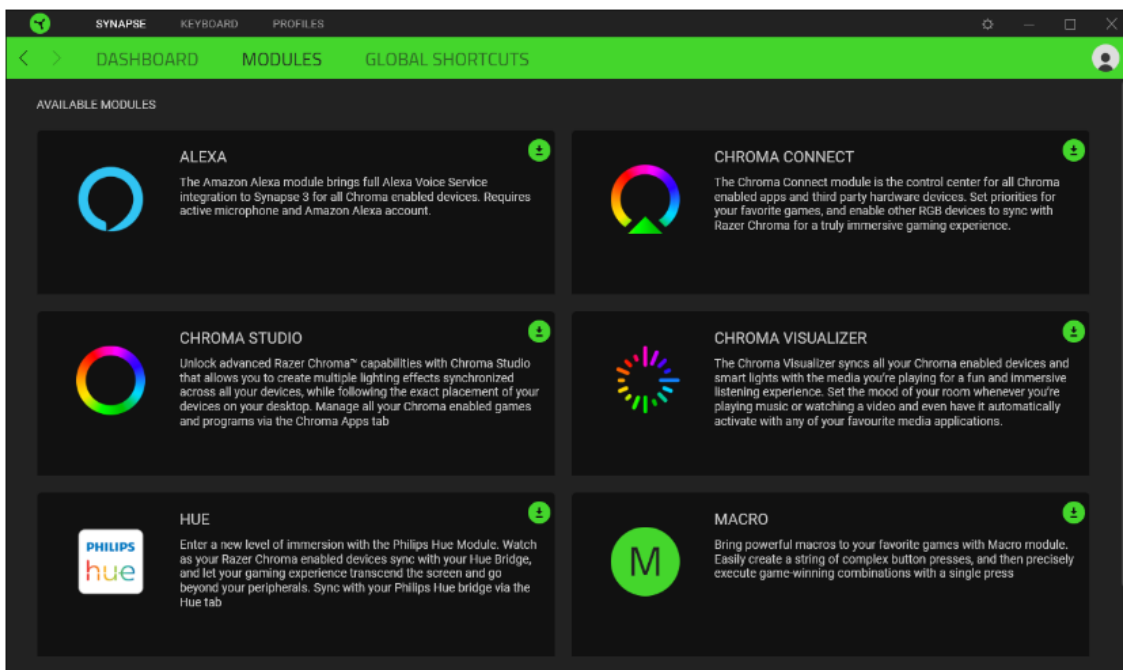 SYNAPSE KEYBOARD PROFILES
DASHBOARD MODULES GLOBAL SHORTCUTS
AVAILABLE MODULES
ALEXA
The Amazon Alexa module brings full Alexa Voice Service
integration to Synapse 3 for all Chroma enabled devices. Requires
active microphone and Amazon Alexa account.
CHROMA CONNECT
The Chroma Connect module is the control center for all Chroma
enabled apps and third party hardware devices. Set priorities for
your favorite games, and enable other RGB devices to sync with
Razer Chroma for a truly immersive gaming experience.
CHROMA STUDIO
Unlock advanced Razer Chroma™ capabilities with Chroma Studio
that allows you to create multiple lighting effects synchronized
across all your devices, while following the exact placement of your
devices on your desktop. Manage all your Chroma enabled games
and programs via the Chroma Apps tab
CHROMA VISUALIZER
The Chroma Visualizer syncs all your Chroma enabled devices and
smart lights with the media you're playing for a fun and immersive
listening experience. Set the mood of your room whenever you're
playing music or watching a video and even have it automatically
activate with any of your favourite media applications.
PHILIPS
hue
HUE
Enter a new level of immersion with the Philips Hue Module. Watch
as your Razer Chroma enabled devices sync with your Hue Bridge,
and let your gaming experience transcend the screen and go
beyond your peripherals. Sync with your Philips Hue bridge via the
Hue tab
M
MACRO
Bring powerful macros to your favorite games with Macro module.
Easily create a string of complex button presses, and then precisely
execute game-winning combinations with a single press